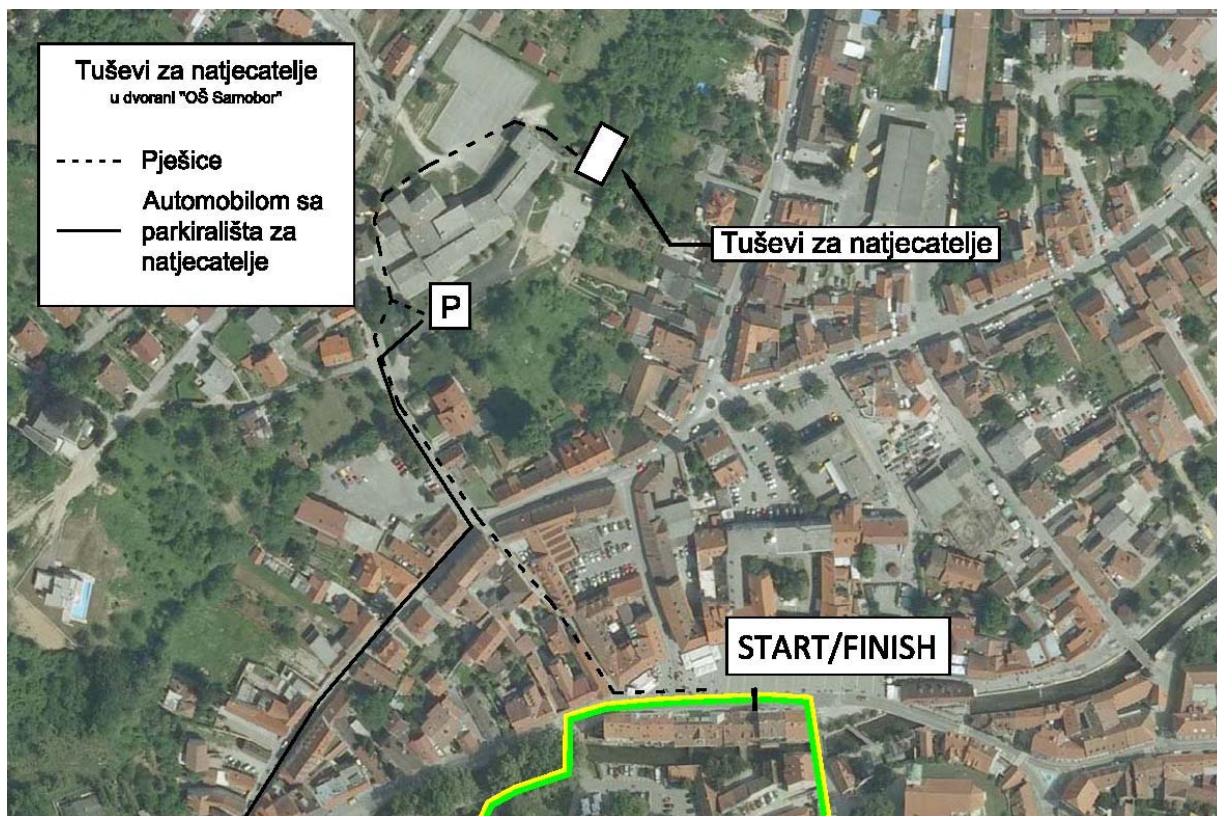 Tuševi za natjecatelje
u dvorani "OŠ Samobor"
Pješice
Automobilom sa
parkirališta za
natjecatelje
Tuševi za natjecatelje
P
START/FINISH